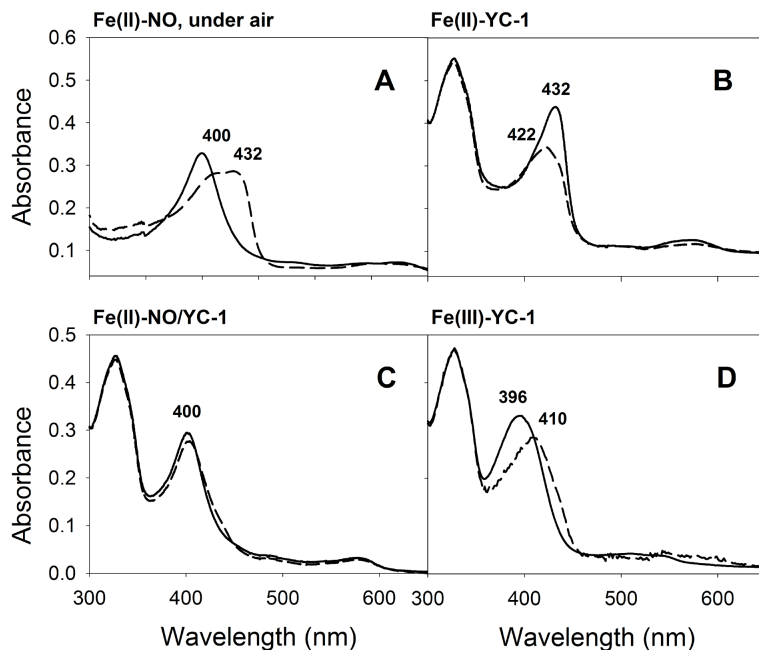 Fe(II)-NO, under air
Fe(II)-YC-1
0.6
0.5
0.4
0.3
0.2
0.1
Absorbance
A
400
432
B
432
422
Fe(II)-NO/YC-1
Fe(III)-YC-1
0.5
0.4
0.3
0.2
0.1
0.0
Absorbance
C
400
D
396
410
300 400 500 600 300 400 500 600
Wavelength (nm) Wavelength (nm)